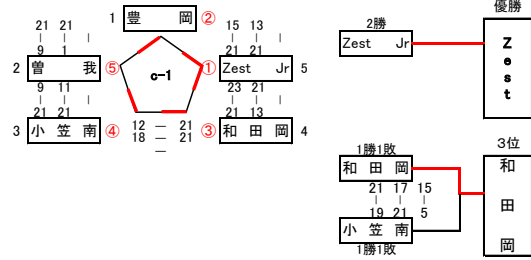 1 豊 岡 ②
21 21 |
| | |
9 1
2 曽 我 ⑤
9 11 |
| | |
21 21
3 小 笠 南 ④
c-1
12 — 21
18 — 21
—
15 13 |
| | |
21 21
① Zest Jr 5
23 21 |
| | |
21 13
③ 和 田 岡 4
2勝
Zest Jr
優勝
Zest
1勝1敗
和 田 岡
21 17 15
| | |
19 21 5
小 笠 南
1勝1敗
3位
和
田
岡